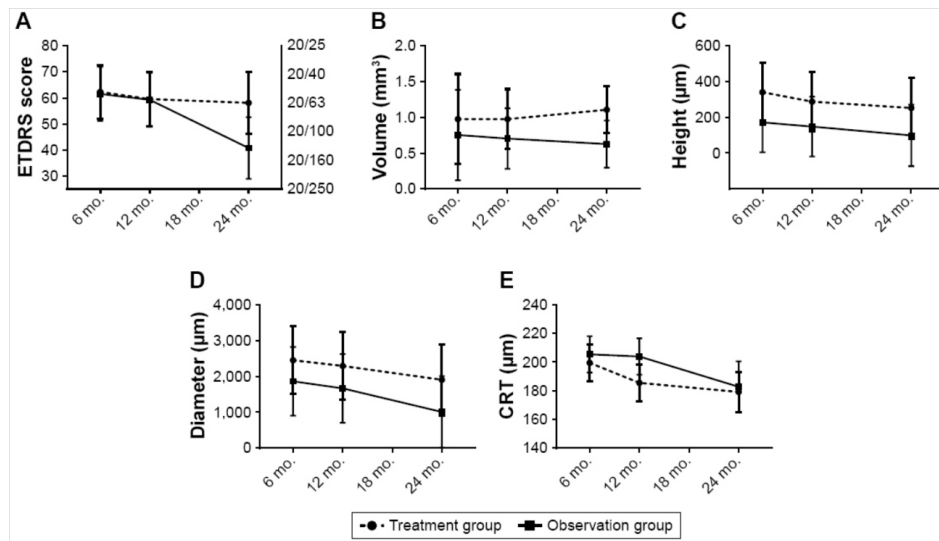 A
ETDRS score
80
70
60
50
40
30
20/25
20/40
20/63
20/100
20/160
20/250
6 mo.
12 mo.
18 mo.
24 mo.
B
Volume (mm³)
2.0
1.5
1.0
0.5
0.0
6 mo.
12 mo.
18 mo.
24 mo.
C
Height (µm)
600
400
200
0
6 mo.
12 mo.
18 mo.
24 mo.
D
Diameter (µm)
4,000
3,000
2,000
1,000
0
6 mo.
12 mo.
18 mo.
24 mo.
E
CRT (µm)
240
220
200
180
160
140
6 mo.
12 mo.
18 mo.
24 mo.
Treatment group
Observation group